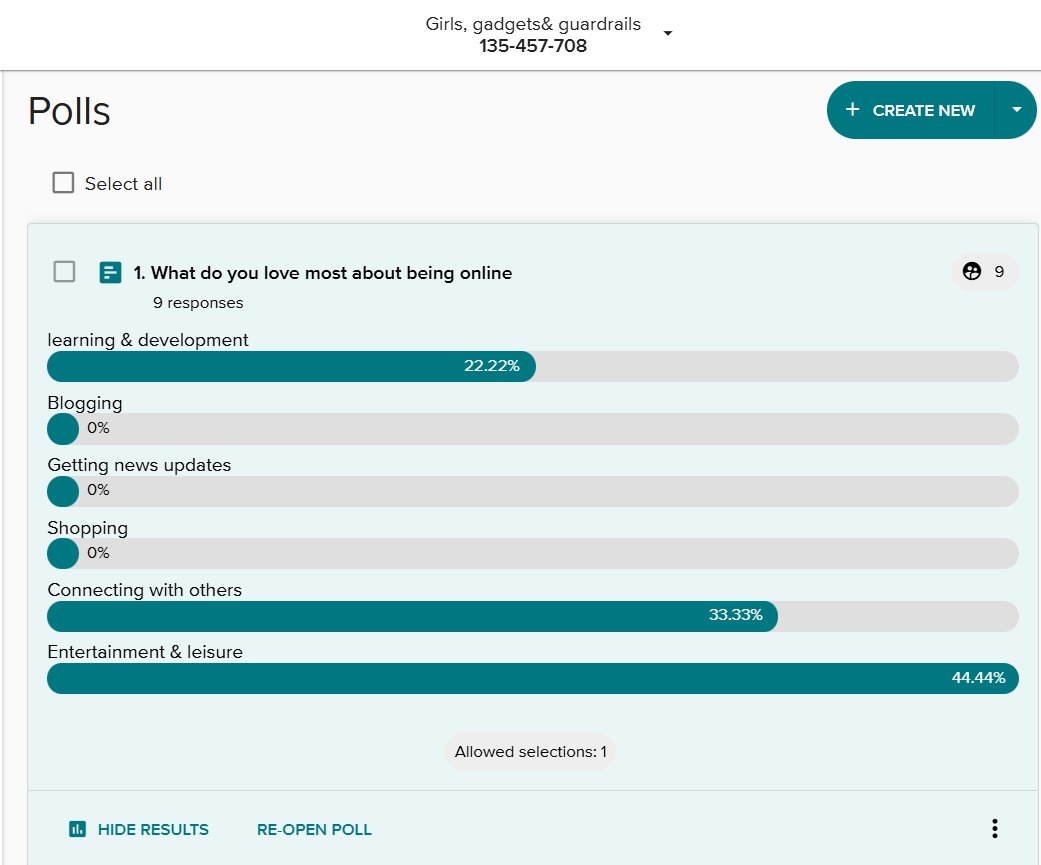 Girls, gadgets& guardrails
135-457-708
Polls
+ CREATE NEW
Select all
1. What do you love most about being online
9
9 responses
learning & development
22.22%
Blogging
0%
Getting news updates
0%
Shopping
0%
Connecting with others
33.33%
Entertainment & leisure
44.44%
Allowed selections: 1
HIDE RESULTS
RE-OPEN POLL